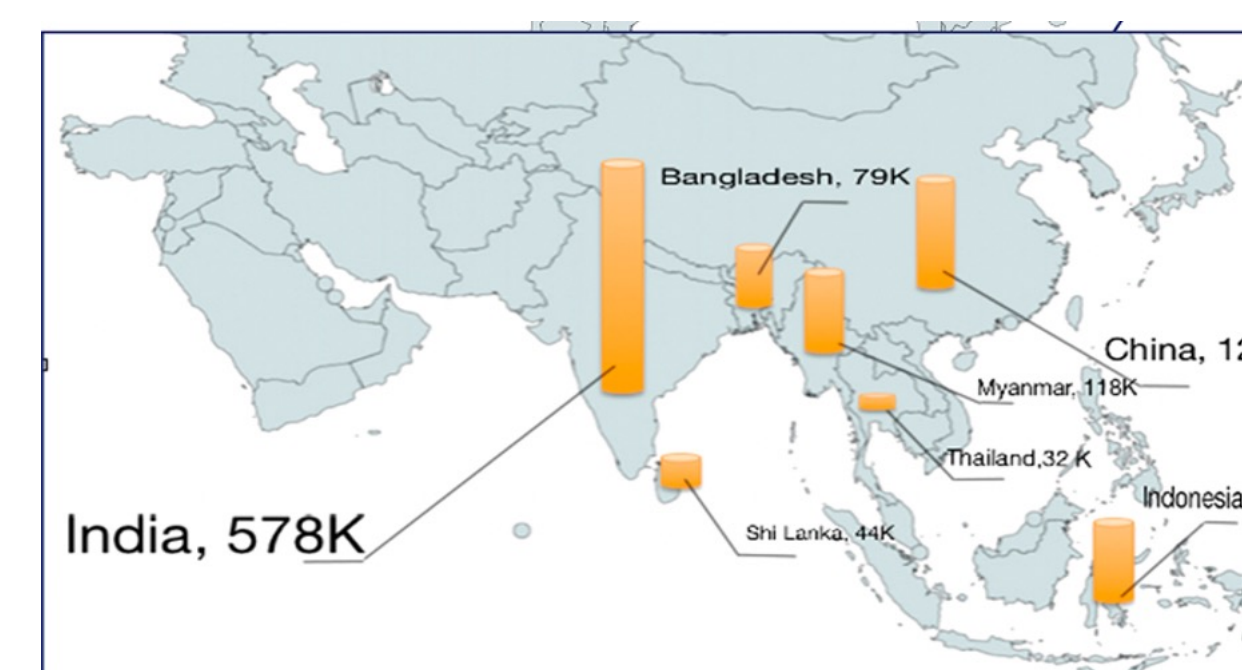 Bangladesh, 79K
China, 12
Myanmar, 118K
Thailand,32 K
Indonesia
India, 578K
Shi Lanka, 44K